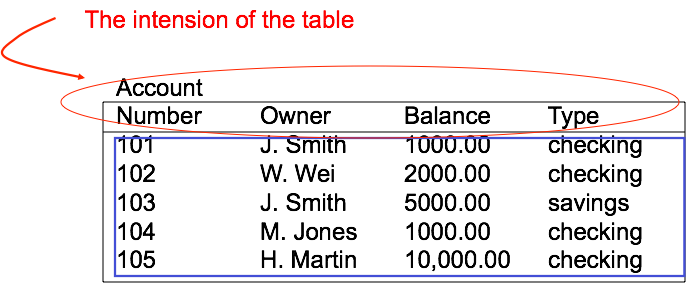 The intension of the table
Account
Number Owner Balance Type
101 J. Smith 1000.00 checking
102 W. Wei 2000.00 checking
103 J. Smith 5000.00 savings
104 M. Jones 1000.00 checking
105 H. Martin 10,000.00 checking